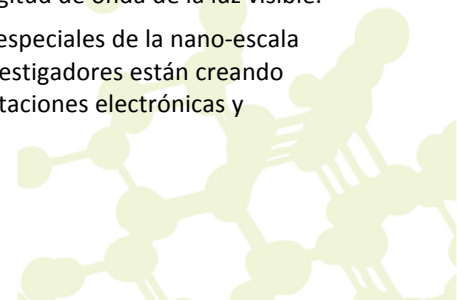 gitud de onda de la luz visible.
especiales de la nano-escala
estigadores están creando
taciones electrónicas y